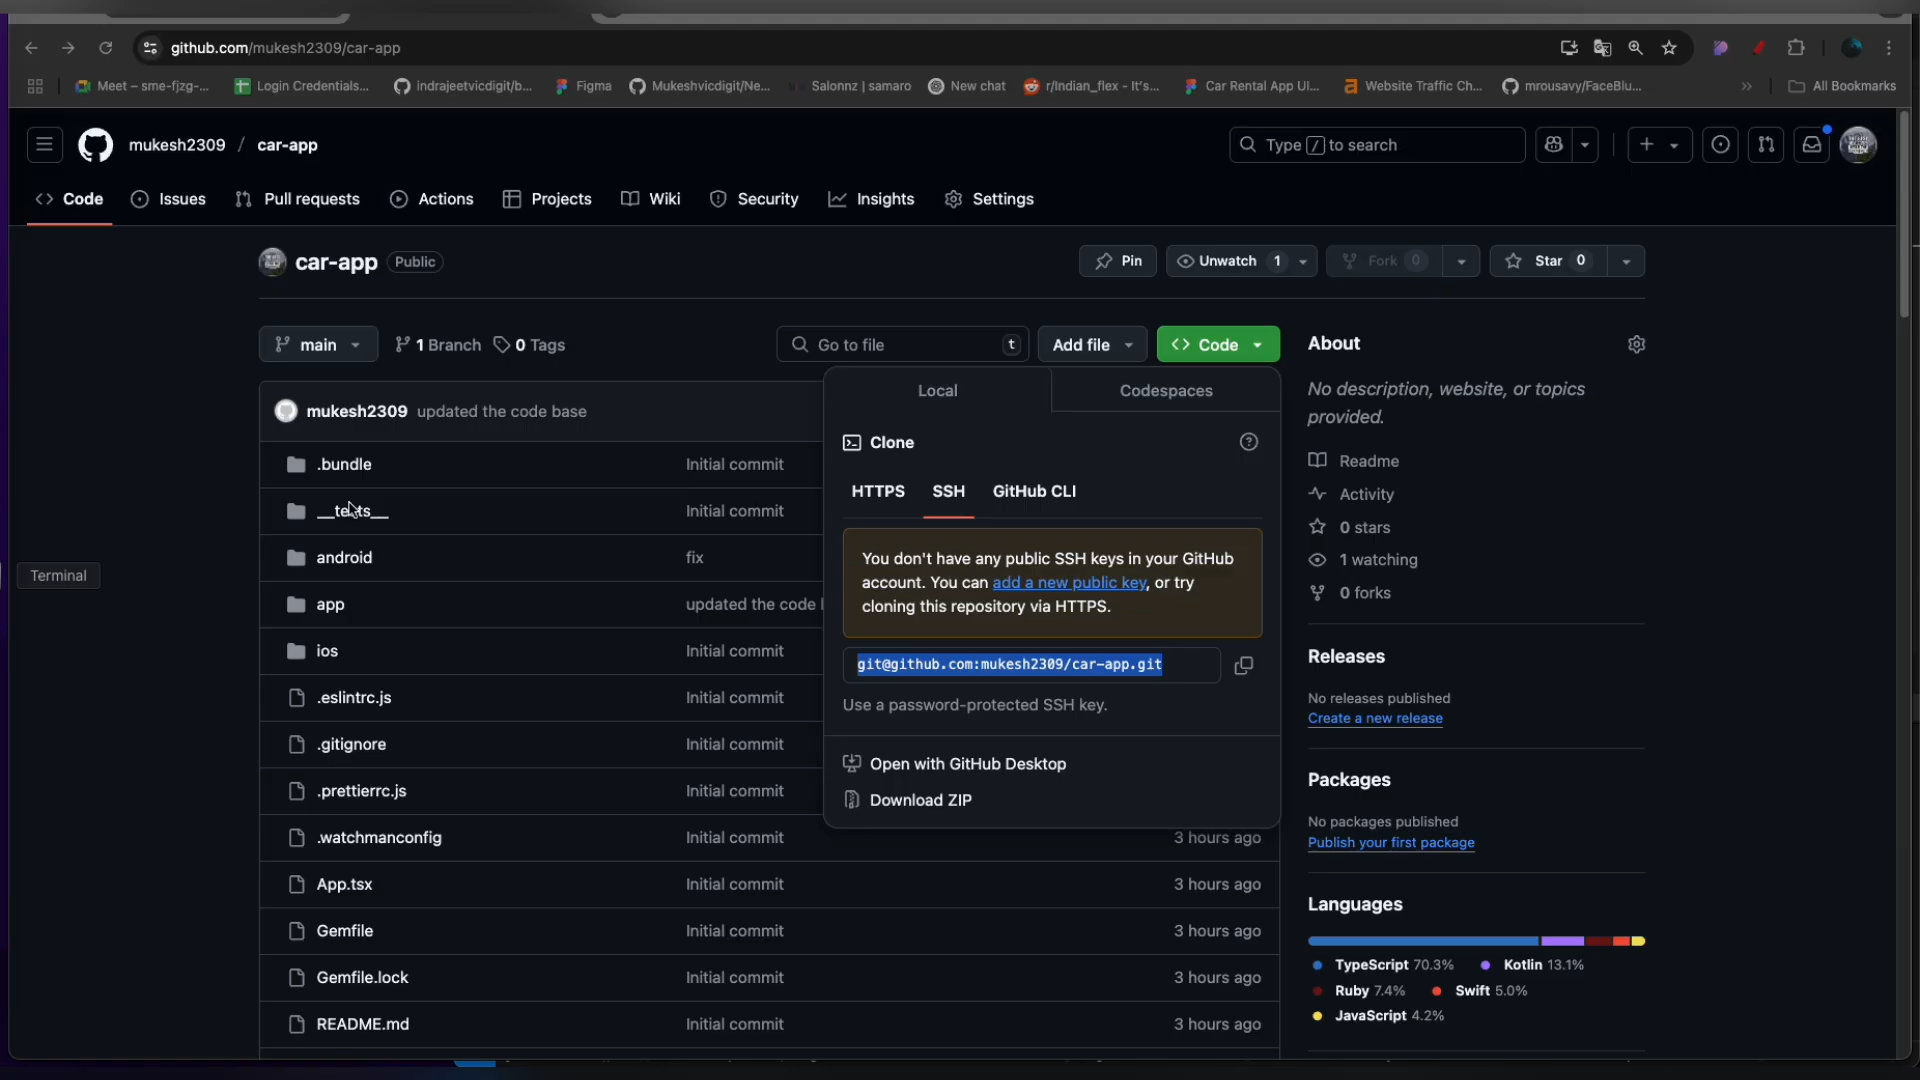 github.com/mukesh2309/car-app
Meet – sme-fjzg-...
Login Credentials...
indrajeetvicdigit/b...
Figma
Mukeshvicdigit/Ne...
Salonnz | samaro
New chat
r/Indian_flex - It's...
Car Rental App UI...
Website Traffic Ch...
mrousavy/FaceBlu...
»
All Bookmarks
mukesh2309 / car-app
Type / to search
Code
Issues
Pull requests
Actions
Projects
Wiki
Security
Insights
Settings
car-app Public
Pin
Unwatch 1
Fork 0
Star 0
main
1 Branch
0 Tags
Go to file t
Add file
<> Code
mukesh2309 updated the code base
.bundle Initial commit
__tests__ Initial commit
android fix
app updated the code
ios Initial commit
.eslintrc.js Initial commit
.gitignore Initial commit
.prettierrc.js Initial commit
.watchmanconfig Initial commit 3 hours ago
App.tsx Initial commit 3 hours ago
Gemfile Initial commit 3 hours ago
Gemfile.lock Initial commit 3 hours ago
README.md Initial commit 3 hours ago
Terminal
Local
Codespaces
Clone
HTTPS
SSH
GitHub CLI
You don't have any public SSH keys in your GitHub
account. You can add a new public key, or try
cloning this repository via HTTPS.
git@github.com:mukesh2309/car-app.git
Use a password-protected SSH key.
Open with GitHub Desktop
Download ZIP
About
No description, website, or topics
provided.
Readme
Activity
0 stars
1 watching
0 forks
Releases
No releases published
Create a new release
Packages
No packages published
Publish your first package
Languages
TypeScript 70.3%
Kotlin 13.1%
Ruby 7.4%
Swift 5.0%
JavaScript 4.2%